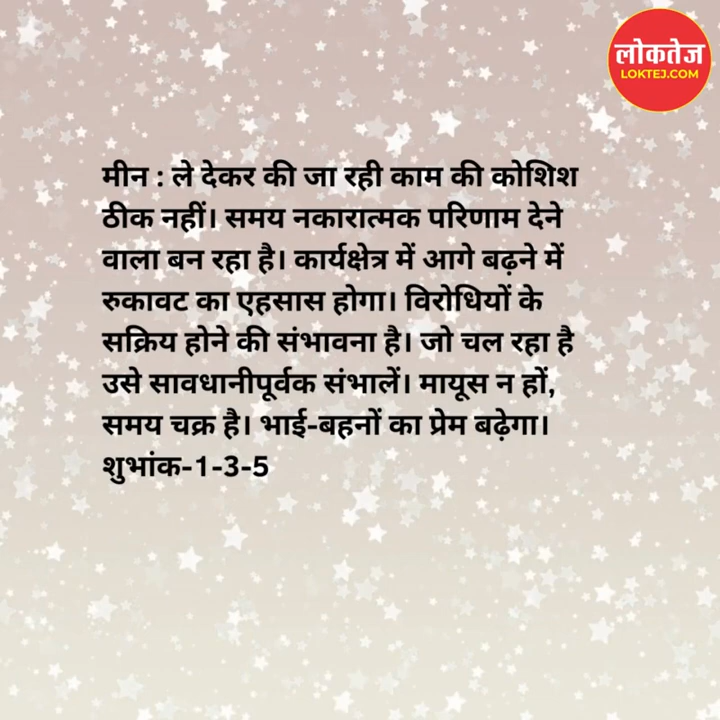 लोकतेज
LOKTEJ.COM
मीन : ले देकर की जा रही काम की कोशिश
ठीक नहीं। समय नकारात्मक परिणाम देने
वाला बन रहा है। कार्यक्षेत्र में आगे बढ़ने में
रुकावट का एहसास होगा। विरोधियों के
सक्रिय होने की संभावना है। जो चल रहा है
उसे सावधानीपूर्वक संभालें। मायूस न हों,
समय चक्र है। भाई-बहनों का प्रेम बढ़ेगा।
शुभांक-1-3-5